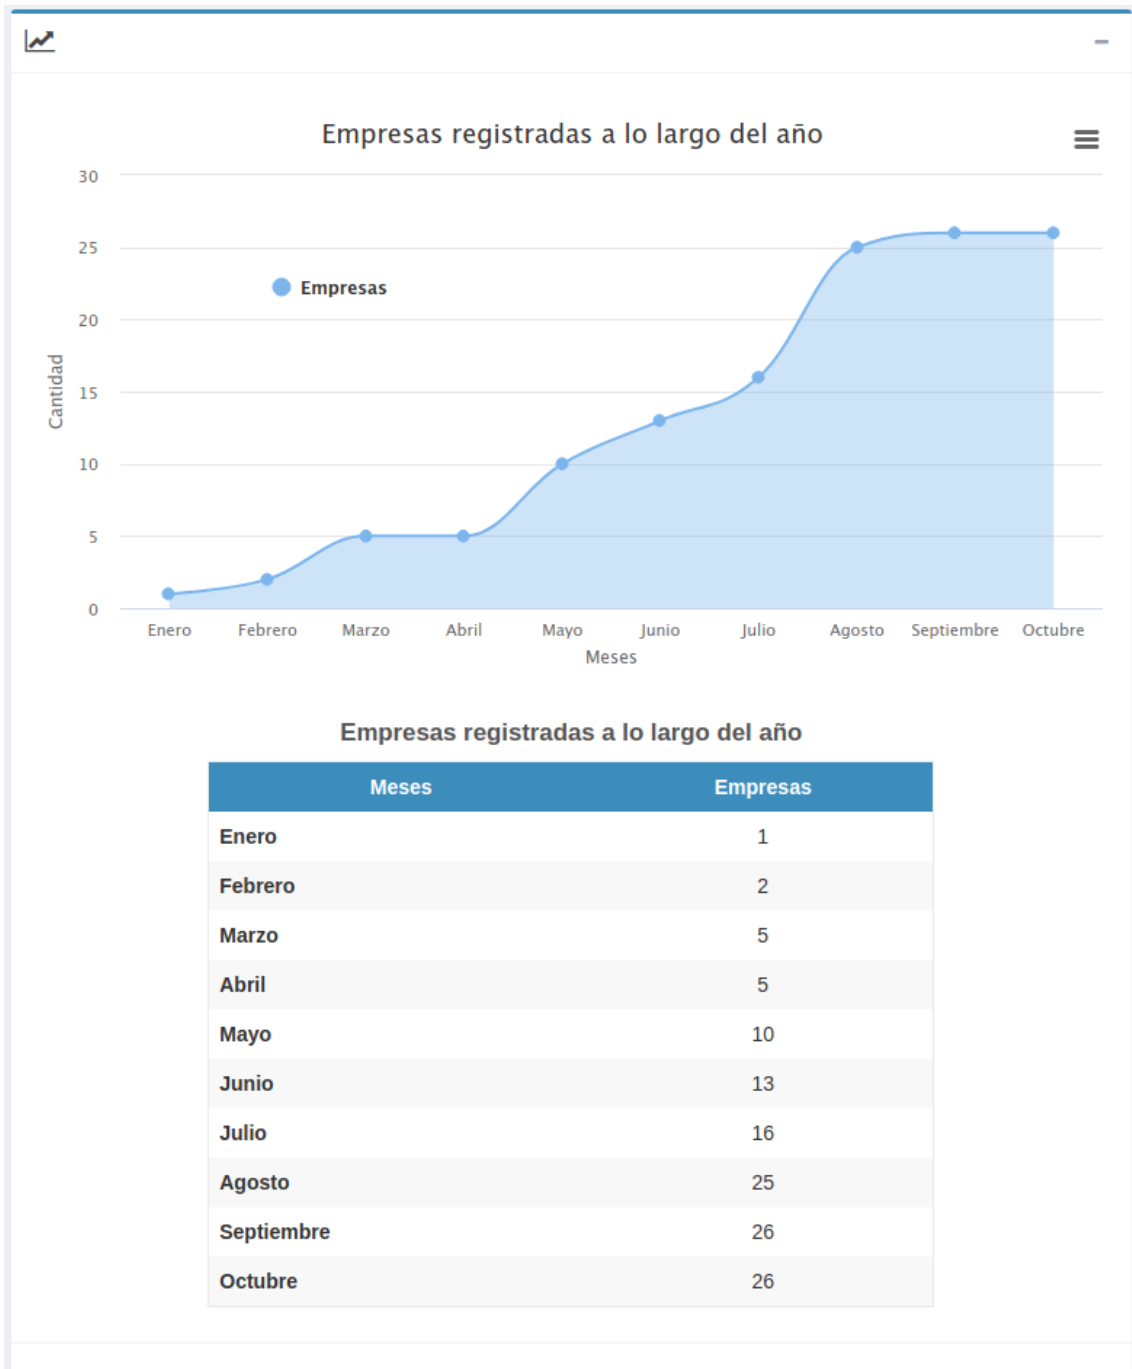 Empresas registradas a lo largo del año
30
25
20
15
10
5
0
Cantidad
Empresas
Enero Febrero Marzo Abril Mayo Junio Julio Agosto Septiembre Octubre
Meses
Empresas registradas a lo largo del año
Meses Empresas
Enero 1
Febrero 2
Marzo 5
Abril 5
Mayo 10
Junio 13
Julio 16
Agosto 25
Septiembre 26
Octubre 26